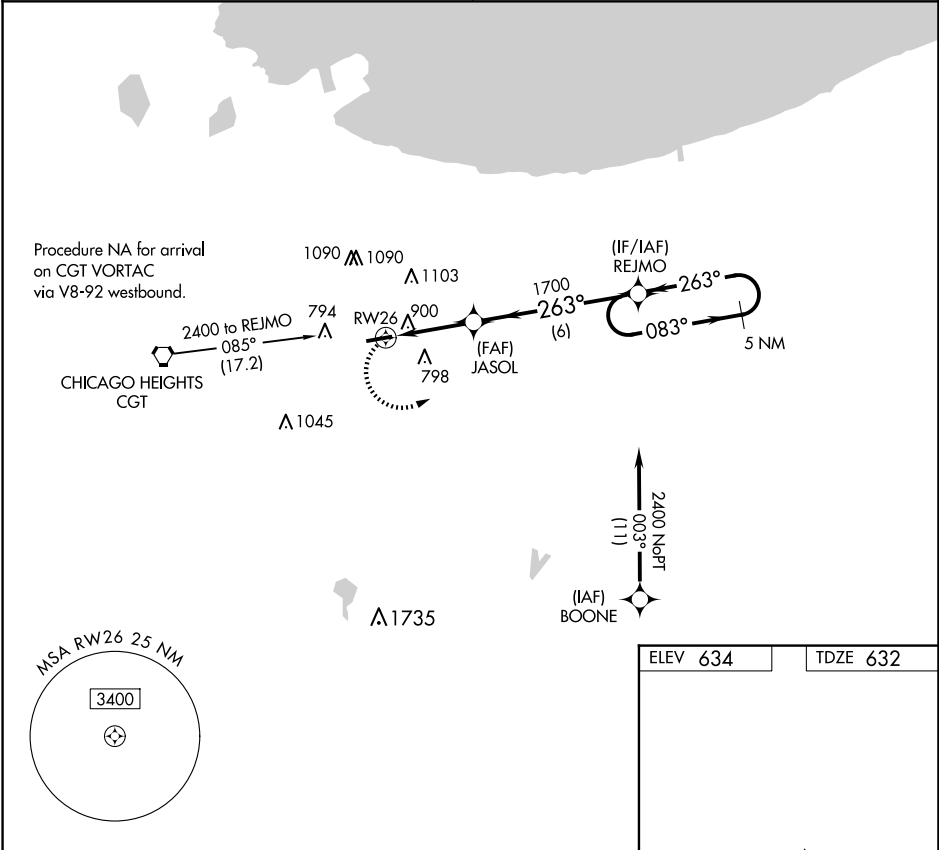 Procedure NA for arrival
on CGT VORTAC
via V8-92 westbound.
1090
1090
1103
(IF/IAF)
REJMO
1700
263°
(6)
263°
083°
5 NM
794
RW26
900
2400 to REJMO
085°
(17.2)
(FAF)
JASOL
798
CHICAGO HEIGHTS
CGT
1045
2400 NoPT
003°
(11)
(IAF)
BOONE
1735
MSA RW26 25 NM
3400
ELEV 634
TDZE 632